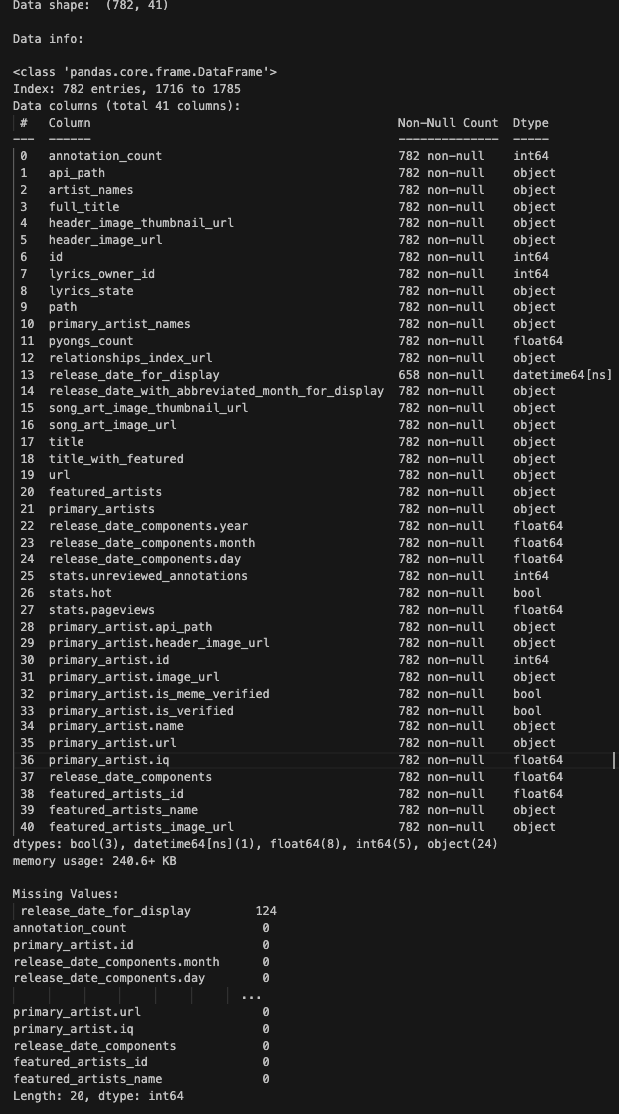 Data shape:  (782, 41)
Data info:
<class 'pandas.core.frame.DataFrame'>
Index: 782 entries, 1716 to 1785
Data columns (total 41 columns):
 #   Column                                       Non-Null Count  Dtype
---  ------                                       --------------  -----
 0   annotation_count                             782 non-null    int64
 1   api_path                                     782 non-null    object
 2   artist_names                                 782 non-null    object
 3   full_title                                   782 non-null    object
 4   header_image_thumbnail_url                   782 non-null    object
 5   header_image_url                             782 non-null    object
 6   id                                           782 non-null    int64
 7   lyrics_owner_id                              782 non-null    int64
 8   lyrics_state                                 782 non-null    object
 9   path                                         782 non-null    object
 10  primary_artist_names                         782 non-null    object
 11  pyongs_count                                 782 non-null    float64
 12  relationships_index_url                      782 non-null    object
 13  release_date_for_display                     658 non-null    datetime64[ns]
 14  release_date_with_abbreviated_month_for_display  782 non-null    object
 15  song_art_image_thumbnail_url                 782 non-null    object
 16  song_art_image_url                           782 non-null    object
 17  title                                        782 non-null    object
 18  title_with_featured                          782 non-null    object
 19  url                                          782 non-null    object
 20  featured_artists                             782 non-null    object
 21  primary_artists                              782 non-null    object
 22  release_date_components.year                 782 non-null    float64
 23  release_date_components.month                782 non-null    float64
 24  release_date_components.day                  782 non-null    float64
 25  stats.unreviewed_annotations                 782 non-null    int64
 26  stats.hot                                    782 non-null    bool
 27  stats.pageviews                              782 non-null    float64
 28  primary_artist.api_path                      782 non-null    object
 29  primary_artist.header_image_url              782 non-null    object
 30  primary_artist.id                            782 non-null    int64
 31  primary_artist.image_url                     782 non-null    object
 32  primary_artist.is_meme_verified              782 non-null    bool
 33  primary_artist.is_verified                   782 non-null    bool
 34  primary_artist.name                          782 non-null    object
 35  primary_artist.url                           782 non-null    object
 36  primary_artist.iq                            782 non-null    float64
 37  release_date_components                      782 non-null    float64
 38  featured_artists_id                          782 non-null    float64
 39  featured_artists_name                        782 non-null    object
 40  featured_artists_image_url                   782 non-null    object
dtypes: bool(3), datetime64[ns](1), float64(8), int64(5), object(24)
memory usage: 240.6+ KB
Missing Values:
 release_date_for_display         124
annotation_count                   0
primary_artist.id                  0
release_date_components.month      0
release_date_components.day        0
...
primary_artist.url                 0
primary_artist.iq                  0
release_date_components            0
featured_artists_id                0
featured_artists_name              0
Length: 20, dtype: int64